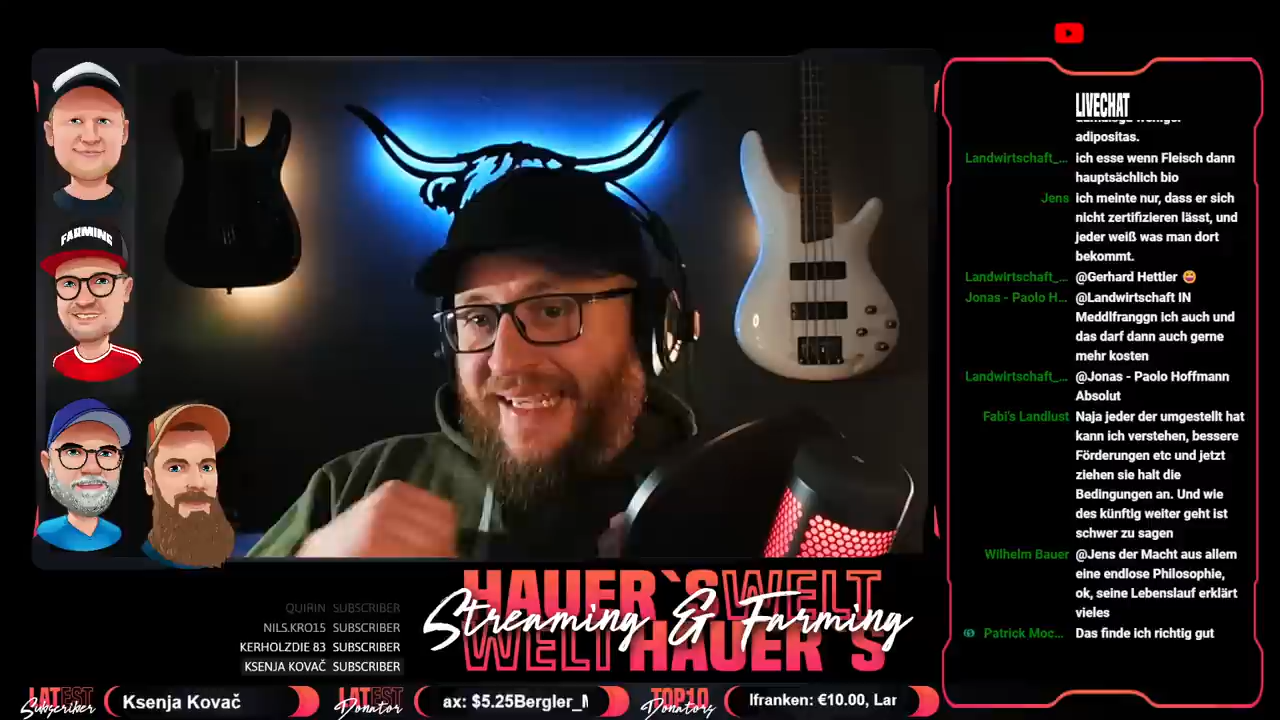 LIVECHAT
adipositas.
Landwirtschaft_... ich esse wenn Fleisch dann
hauptsächlich bio
Jens ich meinte nur, dass er sich
nicht zertifizieren lässt, und
jeder weiß was man dort
bekommt.
Landwirtschaft_... @Gerhard Hettler 😀
Jonas - Paolo H... @Landwirtschaft IN
Meddlfranggn ich auch und
das darf dann auch gerne
mehr kosten
Landwirtschaft_... @Jonas - Paolo Hoffmann
Absolut
Fabi's Landlust Naja jeder der umgestellt hat
kann ich verstehen, bessere
Förderungen etc und jetzt
ziehen sie halt die
Bedingungen an. Und wie
des künftig weiter geht ist
schwer zu sagen
Wilhelm Bauer @Jens der Macht aus allem
eine endlose Philosophie,
ok, seine Lebenslauf erklärt
vieles
Patrick Moc... Das finde ich richtig gut
FARMING
QUIRIN SUBSCRIBER
NILS.KRO15 SUBSCRIBER
KERHOLZDIE 83 SUBSCRIBER
KSENJA KOVAČ SUBSCRIBER
HAUER`SWELT
Streaming & Farming
WELTHAUER`S
LATEST
Subscriber
Ksenja Kovač
LATEST
Donator
ax: $5.25Bergler_M
TOP10
Donators
lfranken: €10.00, Lar